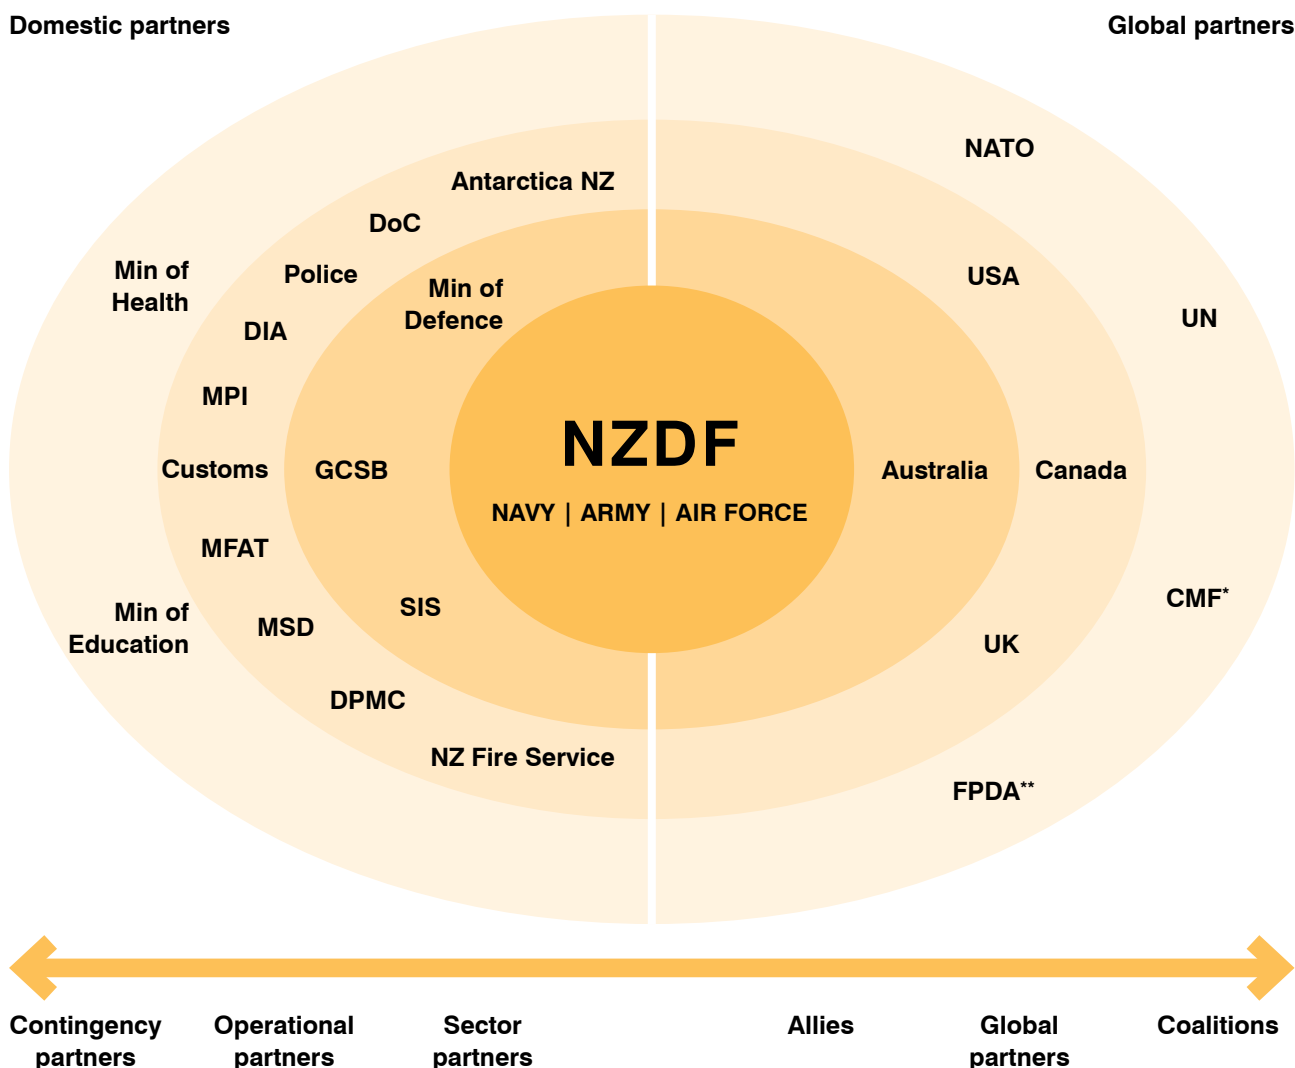 Domestic partners
Global partners
NATO
Antarctica NZ
DoC
Min of
Health
Police
Min of
Defence
USA
UN
DIA
MPI
NZDF
NAVY | ARMY | AIR FORCE
Customs
GCSB
Australia
Canada
MFAT
SIS
CMF*
Min of
Education
MSD
UK
DPMC
NZ Fire Service
FPDA**
Contingency
partners
Operational
partners
Sector
partners
Allies
Global
partners
Coalitions